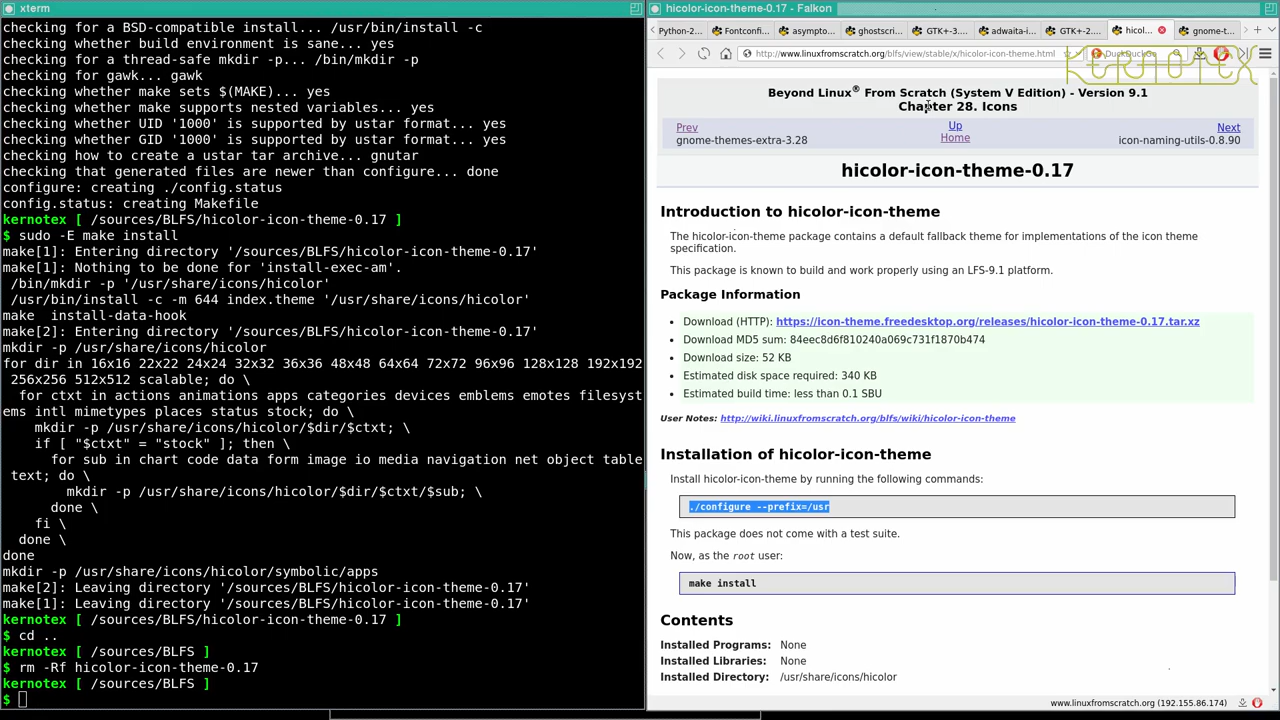 xterm
checking for a BSD-compatible install... /usr/bin/install -c
checking whether build environment is sane... yes
checking for a thread-safe mkdir -p... /bin/mkdir -p
checking for gawk... gawk
checking whether make sets $(MAKE)... yes
checking whether make supports nested variables... yes
checking whether UID '1000' is supported by ustar format... yes
checking whether GID '1000' is supported by ustar format... yes
checking how to create a ustar tar archive... gnutar
checking that generated files are newer than configure... done
configure: creating ./config.status
config.status: creating Makefile
kernotex [ /sources/BLFS/hicolor-icon-theme-0.17 ]
$ sudo -E make install
make[1]: Entering directory '/sources/BLFS/hicolor-icon-theme-0.17'
make[1]: Nothing to be done for 'install-exec-am'.
 /bin/mkdir -p '/usr/share/icons/hicolor'
 /usr/bin/install -c -m 644 index.theme '/usr/share/icons/hicolor'
make  install-data-hook
make[2]: Entering directory '/sources/BLFS/hicolor-icon-theme-0.17'
mkdir -p /usr/share/icons/hicolor
for dir in 16x16 22x22 24x24 32x32 36x36 48x48 64x64 72x72 96x96 128x128 192x192
 256x256 512x512 scalable; do \
  for ctxt in actions animations apps categories devices emblems emotes filesyst
ems intl mimetypes places status stock; do \
    mkdir -p /usr/share/icons/hicolor/$dir/$ctxt; \
    if [ "$ctxt" = "stock" ]; then \
      for sub in chart code data form image io media navigation net object table
 text; do \
        mkdir -p /usr/share/icons/hicolor/$dir/$ctxt/$sub; \
      done \
    fi \
  done \
done
mkdir -p /usr/share/icons/hicolor/symbolic/apps
make[2]: Leaving directory '/sources/BLFS/hicolor-icon-theme-0.17'
make[1]: Leaving directory '/sources/BLFS/hicolor-icon-theme-0.17'
kernotex [ /sources/BLFS/hicolor-icon-theme-0.17 ]
$ cd ..
kernotex [ /sources/BLFS ]
$ rm -Rf hicolor-icon-theme-0.17
kernotex [ /sources/BLFS ]
$
hicolor-icon-theme-0.17 - Falkon
Python-2... Fontconfi... asympto... ghostscri... GTK+-3.... adwaita-i... GTK+-2.... hicol... gnome-t...
http://www.linuxfromscratch.org/blfs/view/stable/x/hicolor-icon-theme.html DuckDuckGo
KERNOTEX
Beyond Linux® From Scratch (System V Edition) - Version 9.1
Chapter 28. Icons
Prev Up Next
gnome-themes-extra-3.28 Home icon-naming-utils-0.8.90
hicolor-icon-theme-0.17
Introduction to hicolor-icon-theme
The hicolor-icon-theme package contains a default fallback theme for implementations of the icon theme
specification.
This package is known to build and work properly using an LFS-9.1 platform.
Package Information
• Download (HTTP): https://icon-theme.freedesktop.org/releases/hicolor-icon-theme-0.17.tar.xz
• Download MD5 sum: 84eec8d6f810240a069c731f1870b474
• Download size: 52 KB
• Estimated disk space required: 340 KB
• Estimated build time: less than 0.1 SBU
User Notes: http://wiki.linuxfromscratch.org/blfs/wiki/hicolor-icon-theme
Installation of hicolor-icon-theme
Install hicolor-icon-theme by running the following commands:
./configure --prefix=/usr
This package does not come with a test suite.
Now, as the root user:
make install
Contents
Installed Programs: None
Installed Libraries: None
Installed Directory: /usr/share/icons/hicolor
www.linuxfromscratch.org (192.155.86.174)